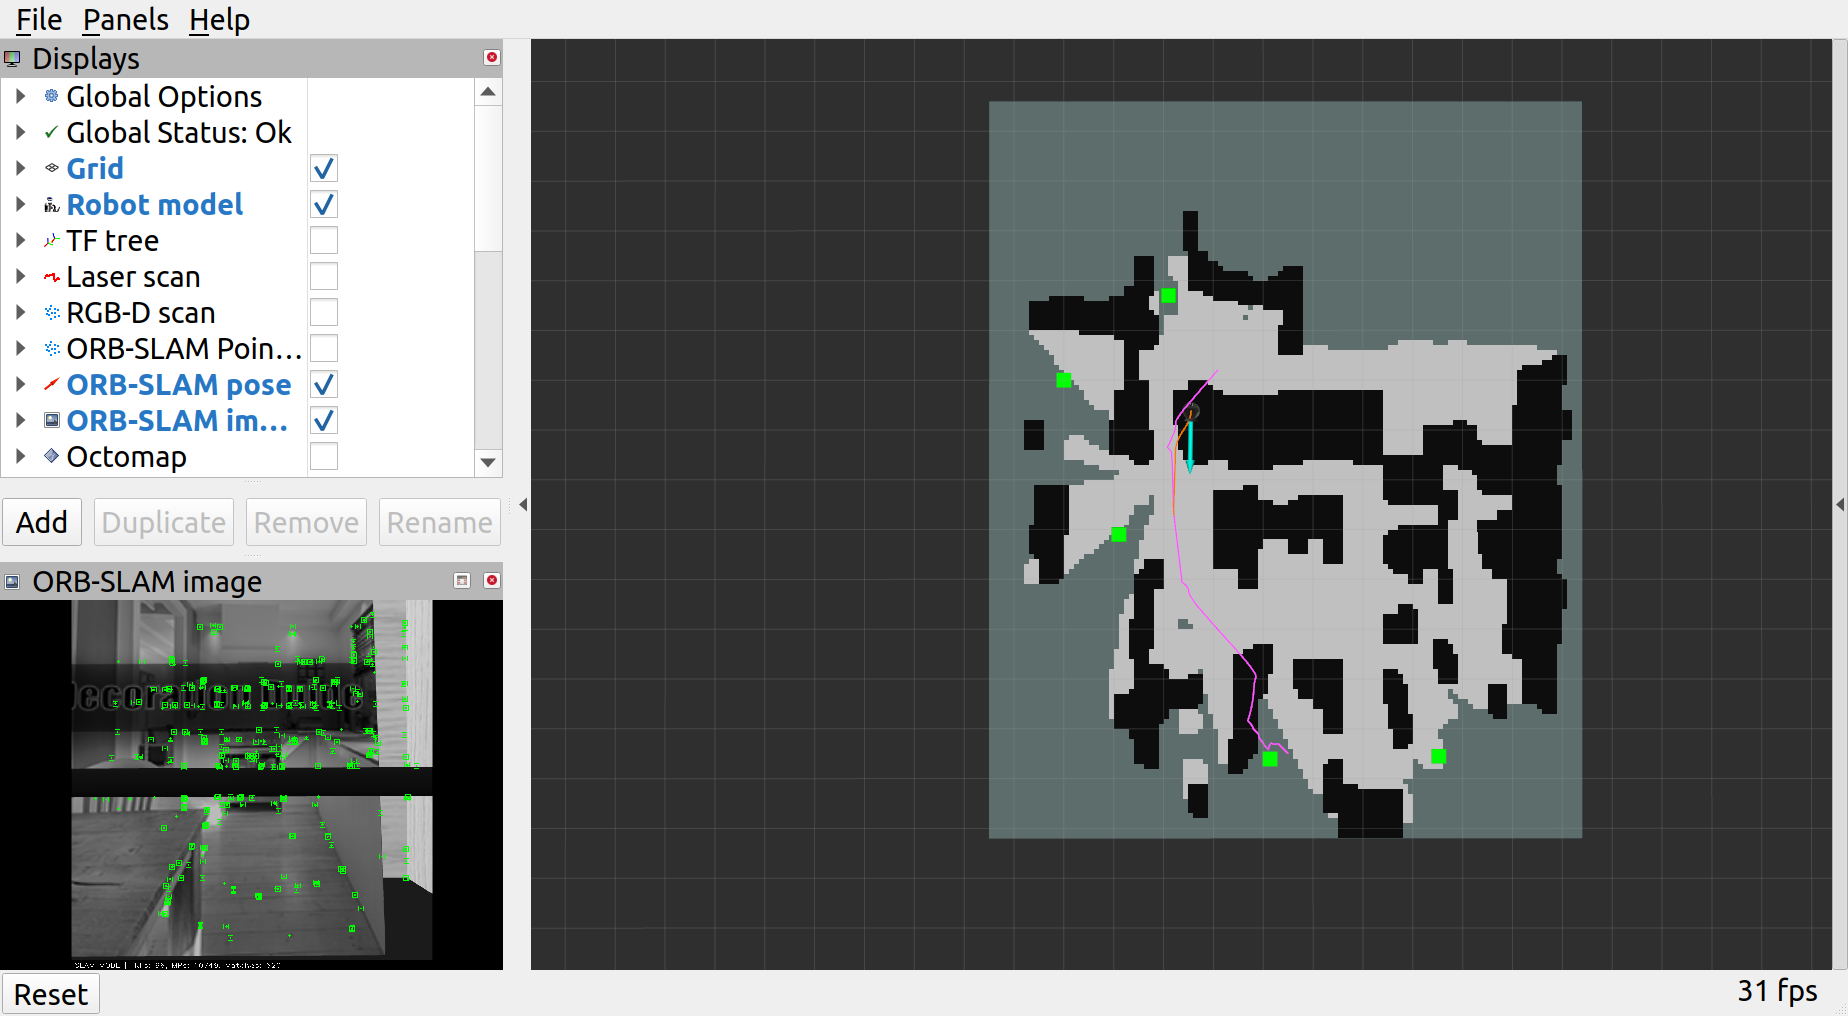 File Panels Help
Displays
Global Options
Global Status: Ok
Grid
Robot model
TF tree
Laser scan
RGB-D scan
ORB-SLAM Poin…
ORB-SLAM pose
ORB-SLAM im…
Octomap
Add Duplicate Remove Rename
ORB-SLAM image
SLAM MODE |
Reset
31 fps